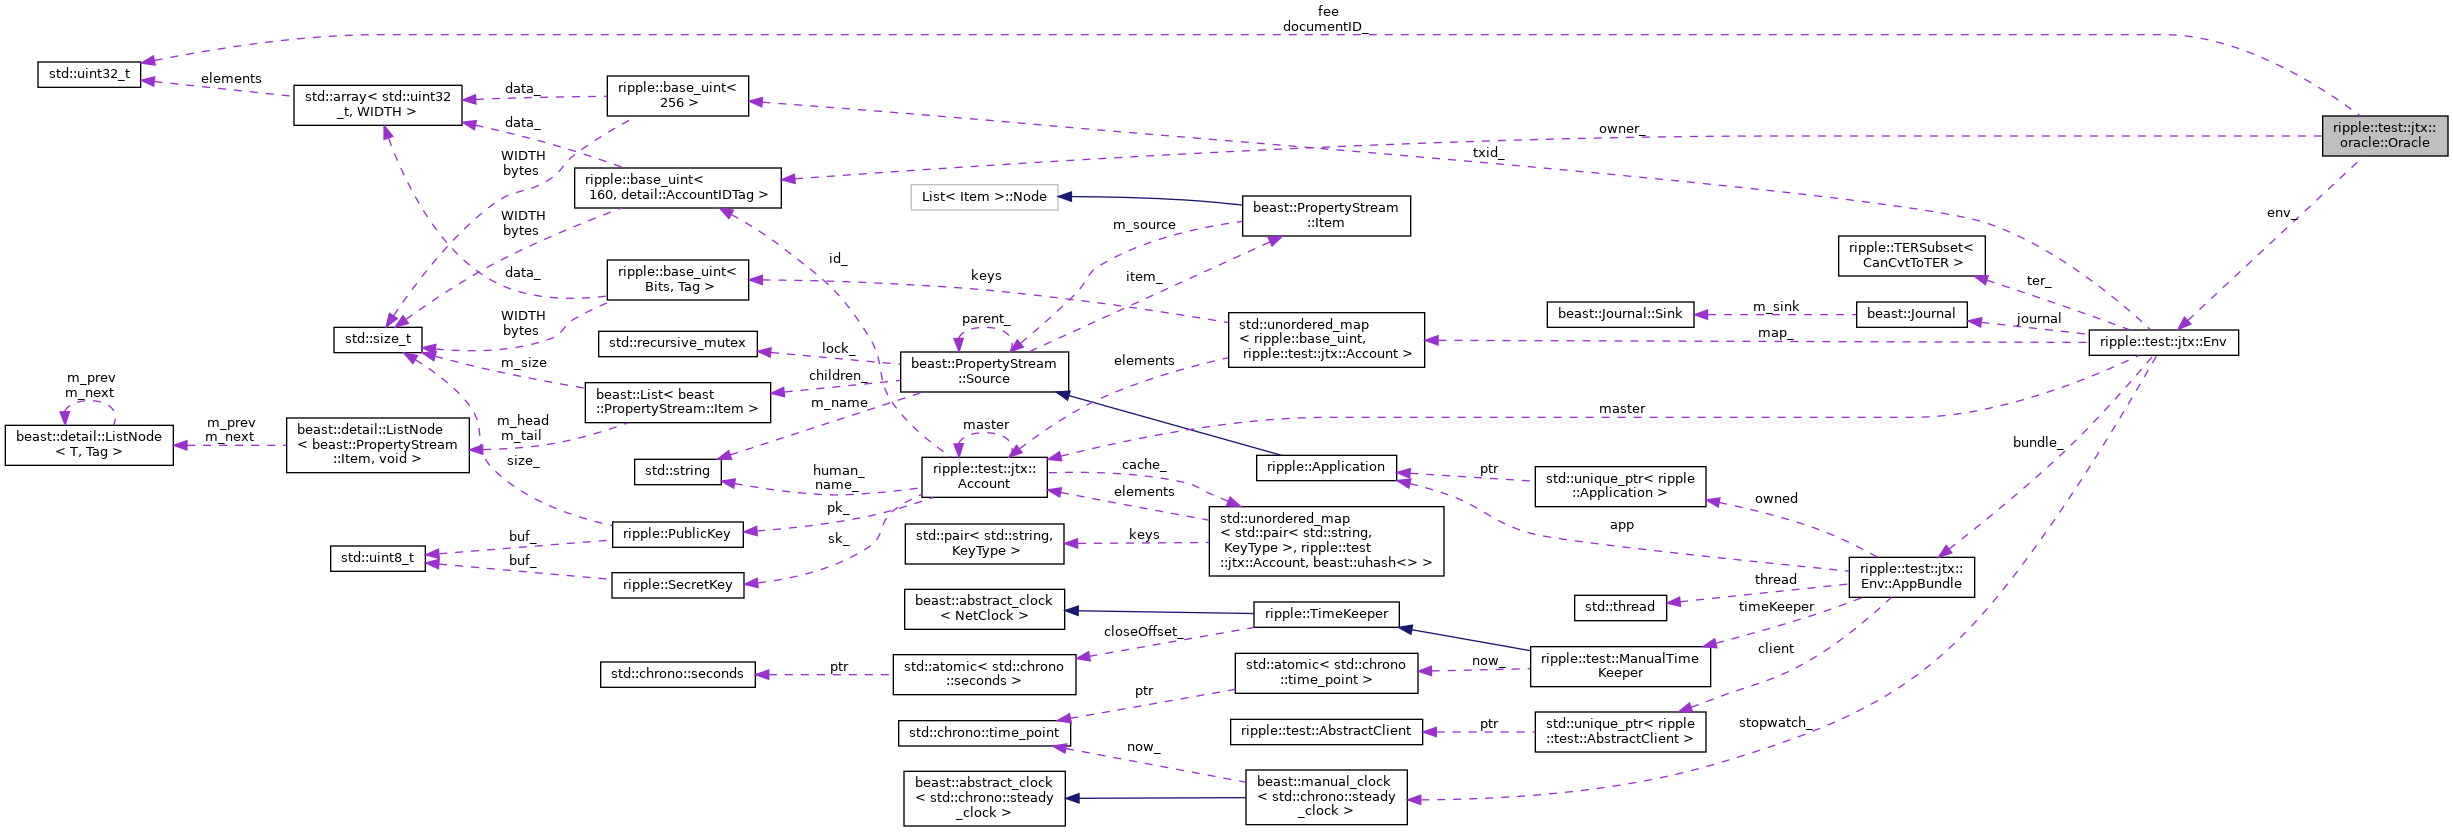 fee
documentID_
std::uint32_t
elements
std::array< std::uint32
_t, WIDTH >
data_
ripple::base_uint<
256 >
data_
owner_
ripple::test::jtx::
oracle::Oracle
txid_
WIDTH
bytes
ripple::base_uint<
160, detail::AccountIDTag >
List< Item >::Node
beast::PropertyStream
::Item
env_
m_source
WIDTH
bytes
id_
ripple::TERSubset<
CanCvtToTER >
data_
ripple::base_uint<
Bits, Tag >
item_
keys
ter_
WIDTH
bytes
parent_
beast::Journal::Sink
m_sink
beast::Journal
journal
std::size_t
std::recursive_mutex
lock_
std::unordered_map
< ripple::base_uint,
ripple::test::jtx::Account >
map_
ripple::test::jtx::Env
m_size
beast::PropertyStream
::Source
elements
children_
beast::List< beast
::PropertyStream::Item >
m_name
master
m_prev
m_next
m_head
m_tail
m_prev
m_next
beast::detail::ListNode
< T, Tag >
beast::detail::ListNode
< beast::PropertyStream
::Item, void >
size_
master
bundle_
std::string
human_
name_
ripple::test::jtx::
Account
cache_
ripple::Application
ptr
std::unique_ptr< ripple
::Application >
owned
elements
pk_
app
std::unordered_map
< std::pair< std::string,
KeyType >, ripple::test
::jtx::Account, beast::uhash<> >
keys
std::pair< std::string,
KeyType >
sk_
ripple::PublicKey
buf_
std::uint8_t
buf_
ripple::SecretKey
ripple::test::jtx::
Env::AppBundle
thread
std::thread
timeKeeper
beast::abstract_clock
< NetClock >
ripple::TimeKeeper
closeOffset_
client
std::chrono::seconds
ptr
std::atomic< std::chrono
::seconds >
std::atomic< std::chrono
::time_point >
now_
ripple::test::ManualTime
Keeper
ptr
std::chrono::time_point
ripple::test::AbstractClient
ptr
std::unique_ptr< ripple
::test::AbstractClient >
stopwatch_
now_
beast::abstract_clock
< std::chrono::steady
_clock >
beast::manual_clock
< std::chrono::steady
_clock >